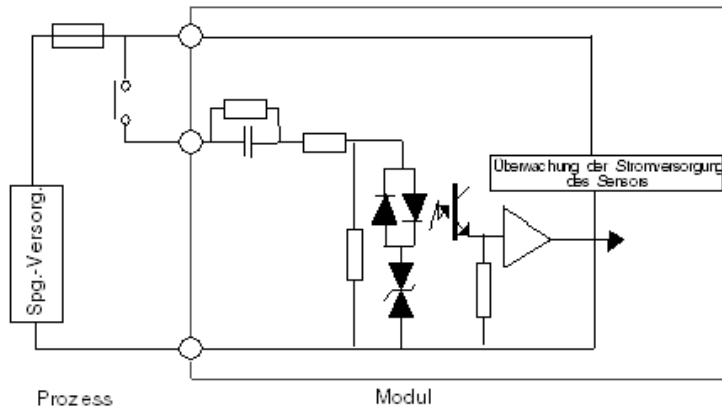 Überwachung der Stromversorgung
des Sensors
Spg.-Versorg.
Prozess
Modul